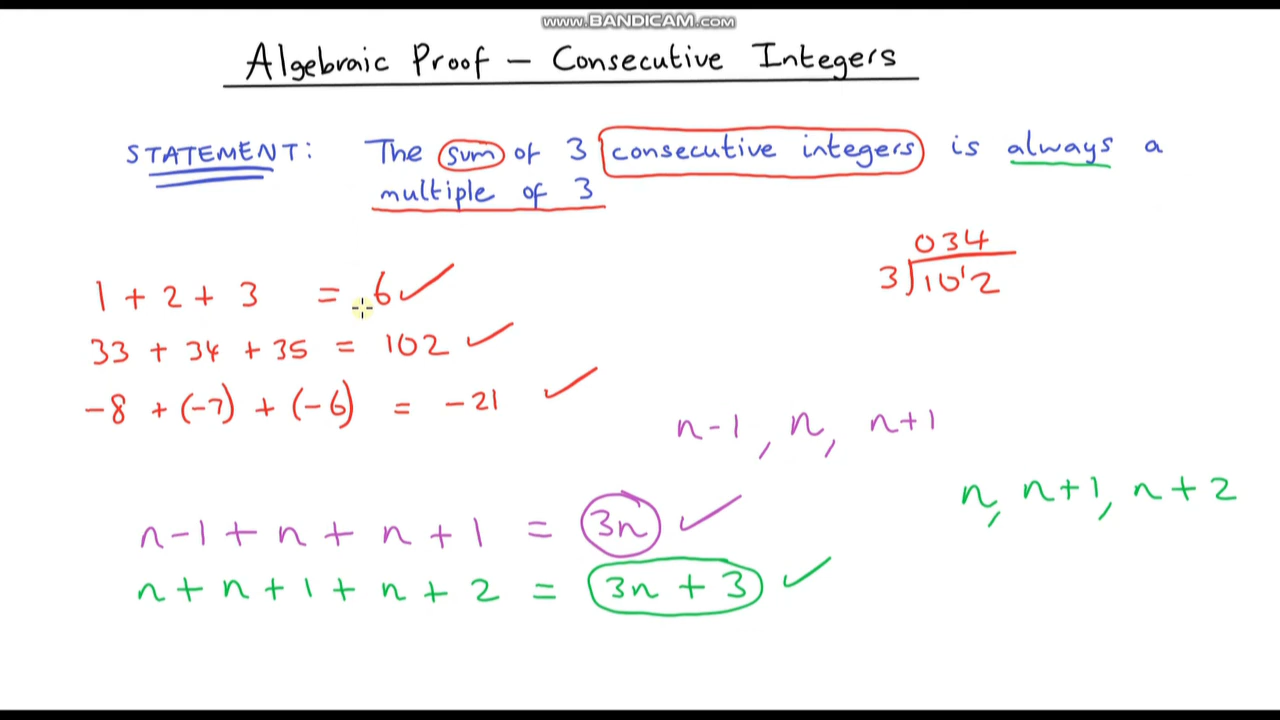 www.BANDICAM.com
Algebraic Proof – Consecutive Integers
STATEMENT: The sum of 3 consecutive integers is always a
multiple of 3
034
3)10¹2
1 + 2 + 3 = 6 ✓
33 + 34 + 35 = 102 ✓
-8 + (-7) + (-6) = -21 ✓
n-1, n, n+1
n, n+1, n+2
n-1 + n + n + 1 = 3n ✓
n + n + 1 + n + 2 = 3n + 3 ✓